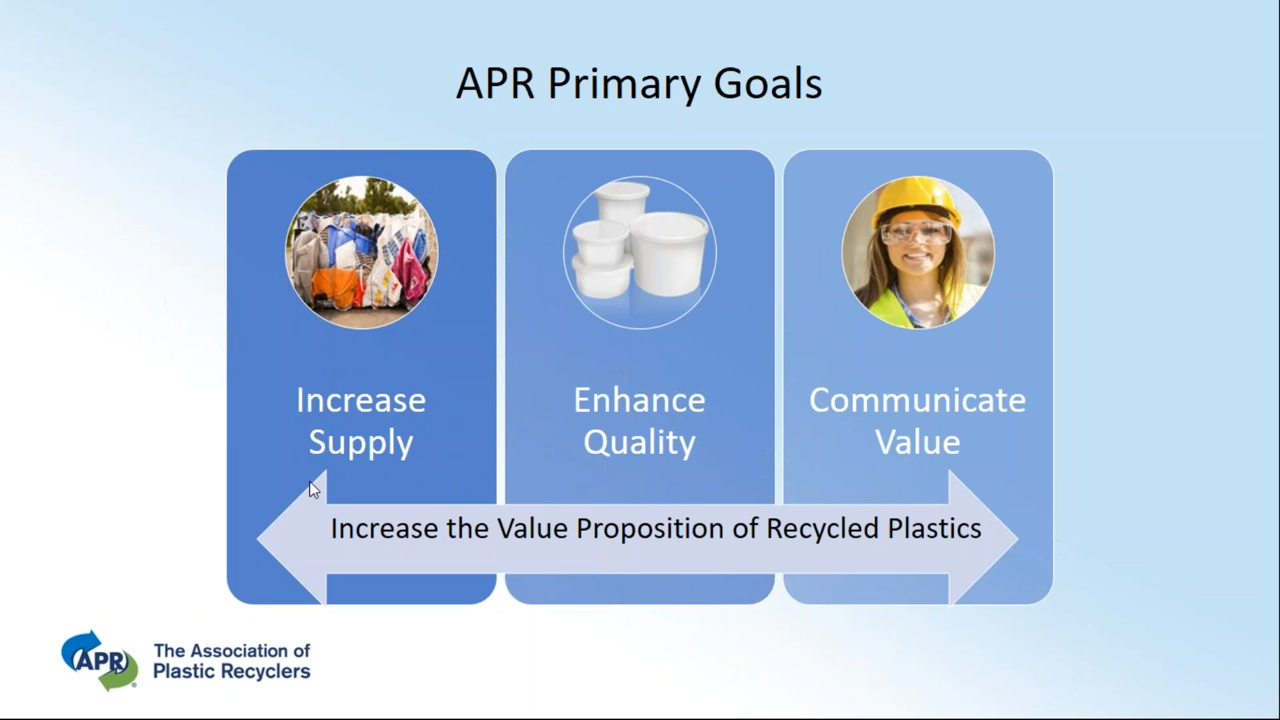 APR Primary Goals
Increase
Supply
Enhance
Quality
Communicate
Value
Increase the Value Proposition of Recycled Plastics
APR
The Association of
Plastic Recyclers